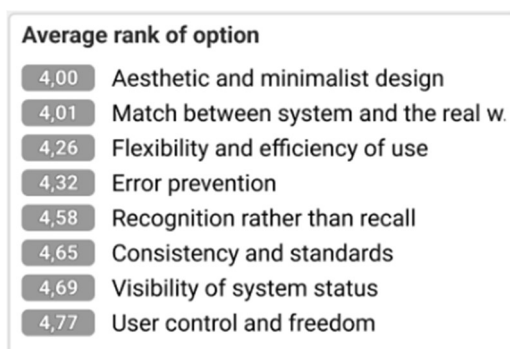 Average rank of option
4,00 Aesthetic and minimalist design
4,01 Match between system and the real w.
4,26 Flexibility and efficiency of use
4,32 Error prevention
4,58 Recognition rather than recall
4,65 Consistency and standards
4,69 Visibility of system status
4,77 User control and freedom